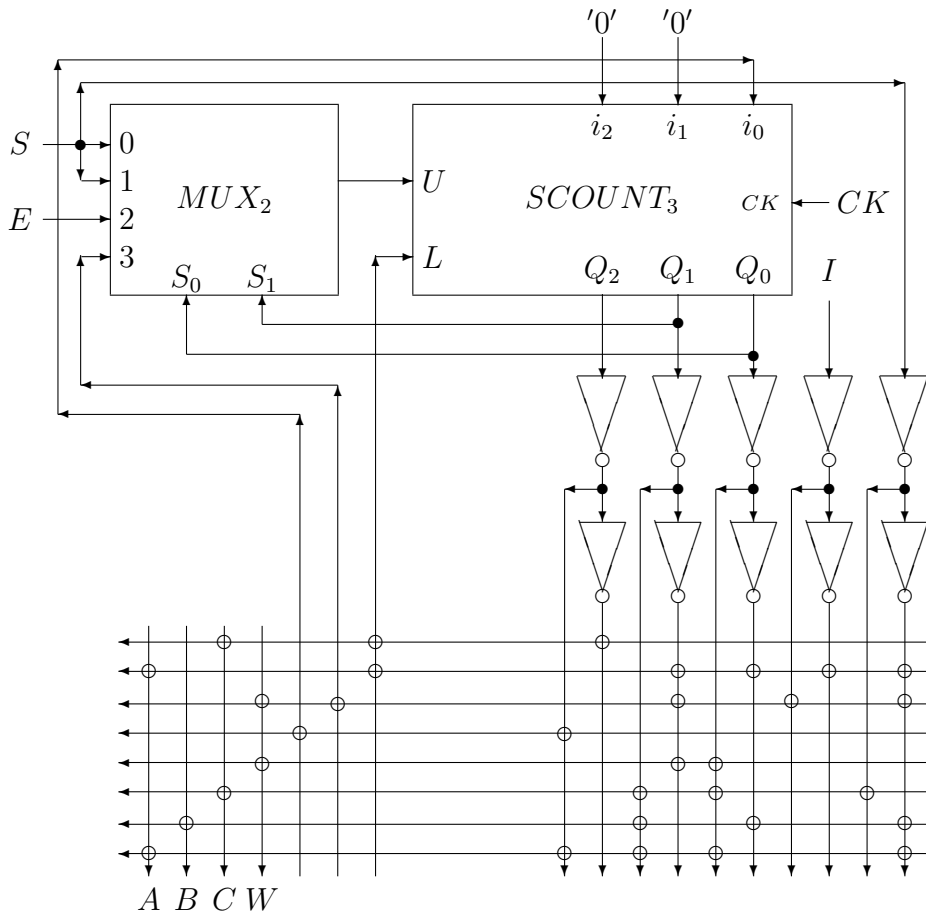 '0' '0'
i₂ i₁ i₀
S 0
1 MUX₂ U SCOUNT₃ CK CK
E 2
3 L
S₀ S₁ Q₂ Q₁ Q₀ I
A B C W